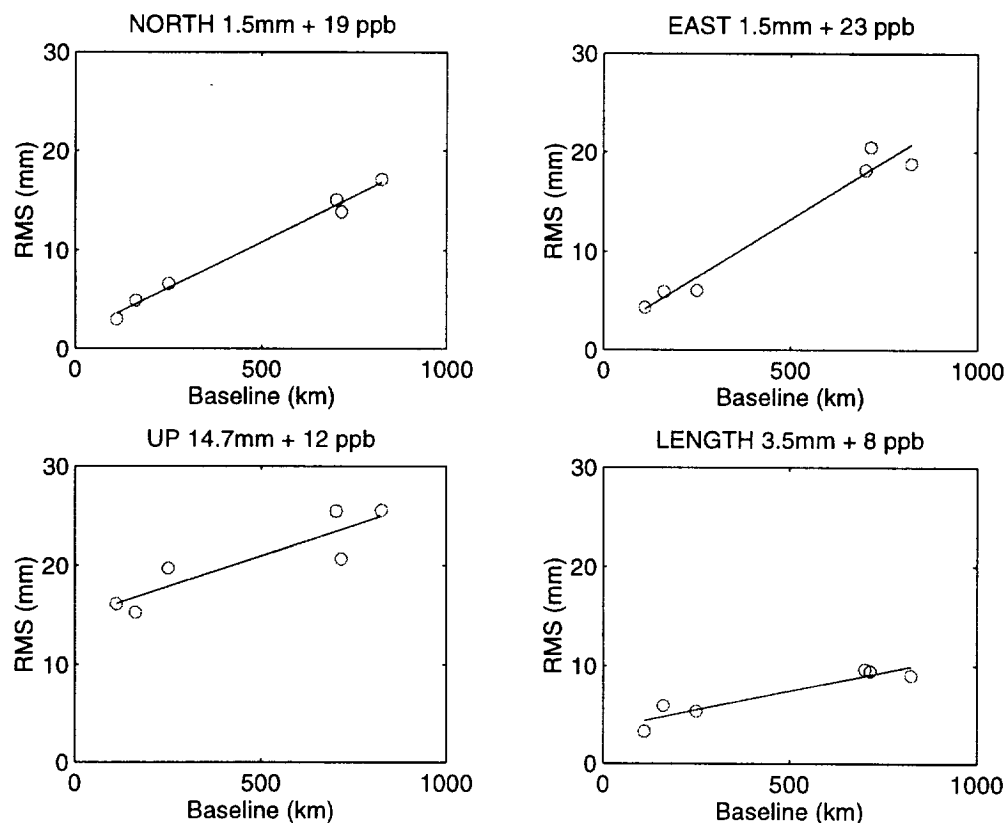 NORTH 1.5mm + 19 ppb
30
20
10
0
RMS (mm)
0 500 1000
Baseline (km)
EAST 1.5mm + 23 ppb
30
20
10
0
RMS (mm)
0 500 1000
Baseline (km)
UP 14.7mm + 12 ppb
30
20
10
0
RMS (mm)
0 500 1000
Baseline (km)
LENGTH 3.5mm + 8 ppb
30
20
10
0
RMS (mm)
0 500 1000
Baseline (km)